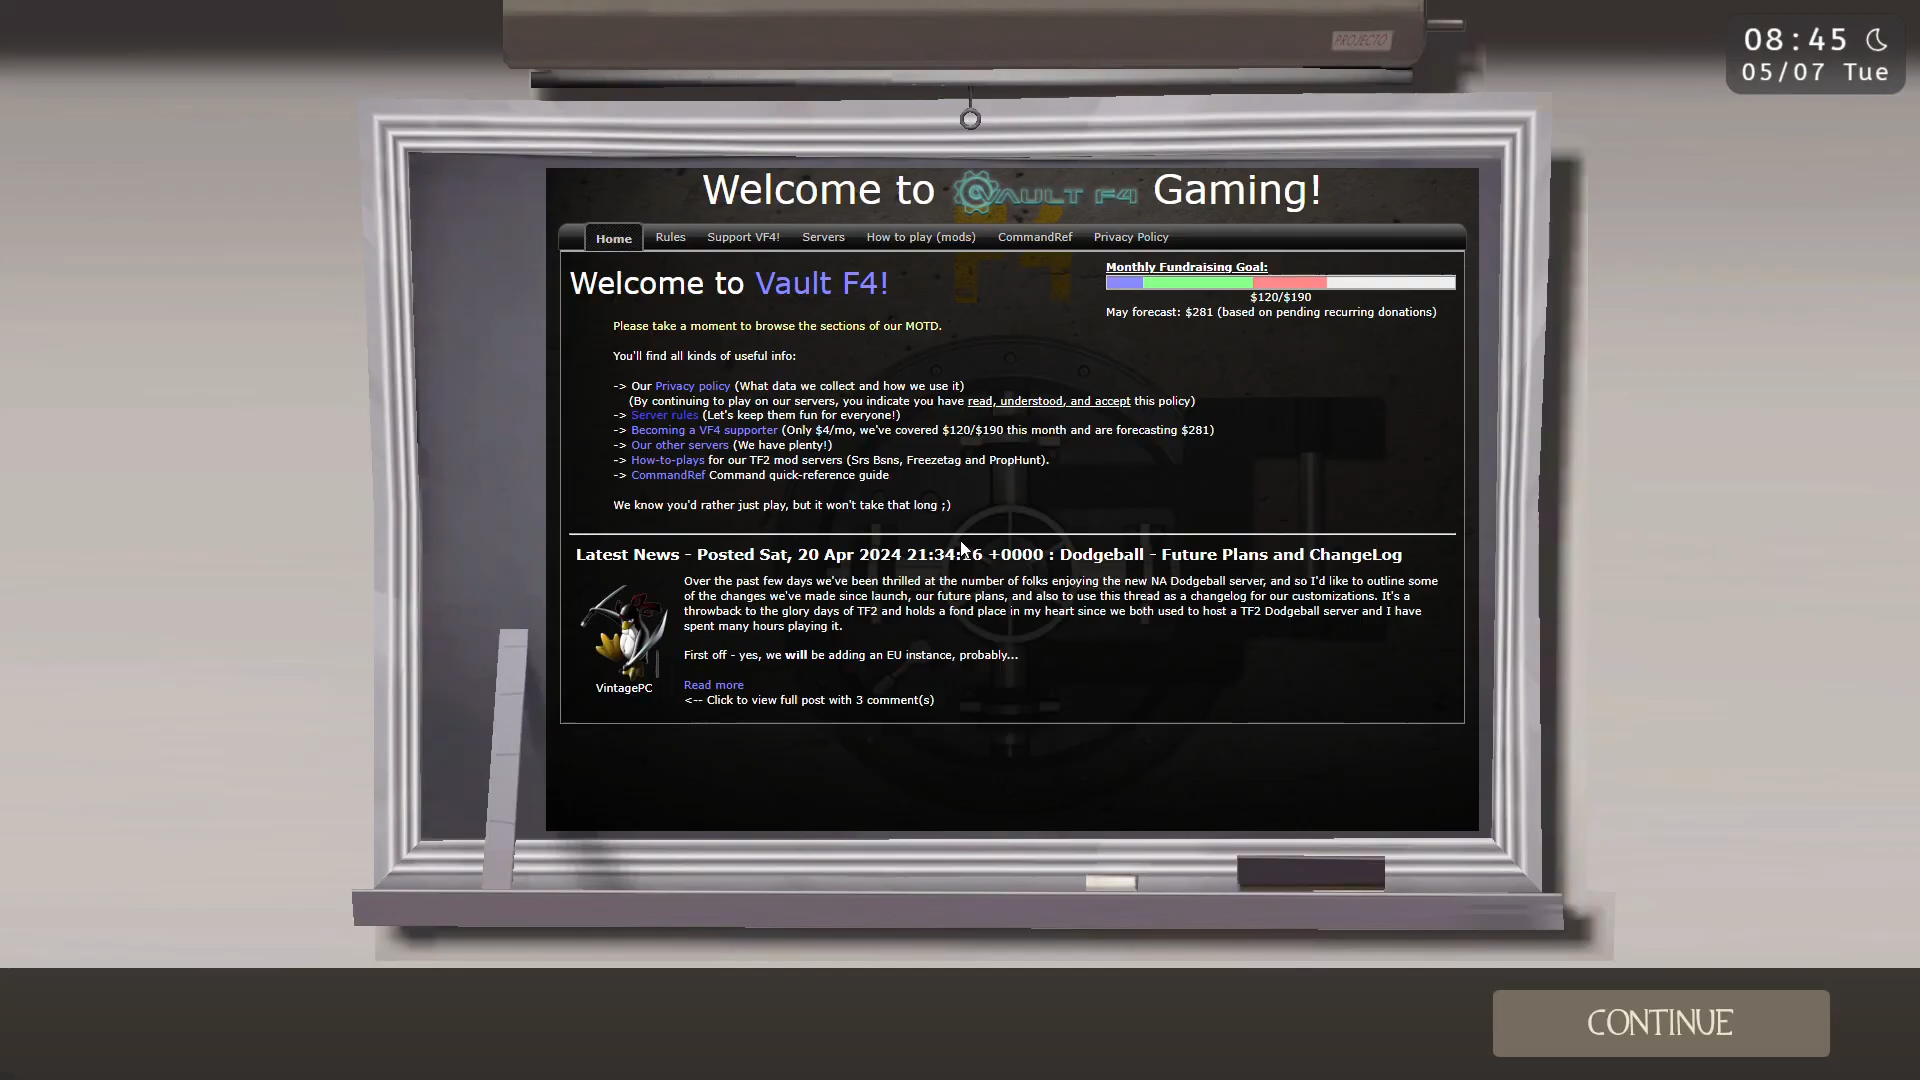 PROJECTO
08:45
05/07 Tue
Welcome to VAULT F4 Gaming!
Home Rules Support VF4! Servers How to play (mods) CommandRef Privacy Policy
Welcome to Vault F4!
Monthly Fundraising Goal:
$120/$190
May forecast: $281 (based on pending recurring donations)
Please take a moment to browse the sections of our MOTD.
You'll find all kinds of useful info:
-> Our Privacy policy (What data we collect and how we use it)
(By continuing to play on our servers, you indicate you have read, understood, and accept this policy)
-> Server rules (Let's keep them fun for everyone!)
-> Becoming a VF4 supporter (Only $4/mo, we've covered $120/$190 this month and are forecasting $281)
-> Our other servers (We have plenty!)
-> How-to-plays for our TF2 mod servers (Srs Bsns, Freezetag and PropHunt).
-> CommandRef Command quick-reference guide
We know you'd rather just play, but it won't take that long ;)
Latest News - Posted Sat, 20 Apr 2024 +0000 : Dodgeball - Future Plans and ChangeLog
Over the past few days we've been thrilled at the number of folks enjoying the new NA Dodgeball server, and so I'd like to outline some
of the changes we've made since launch, our future plans, and also to use this thread as a changelog for our customizations. It's a
throwback to the glory days of TF2 and holds a fond place in my heart since we both used to host a TF2 Dodgeball server and I have
spent many hours playing it.
First off - yes, we will be adding an EU instance, probably...
VintagePC
Read more
<-- Click to view full post with 3 comment(s)
CONTINUE